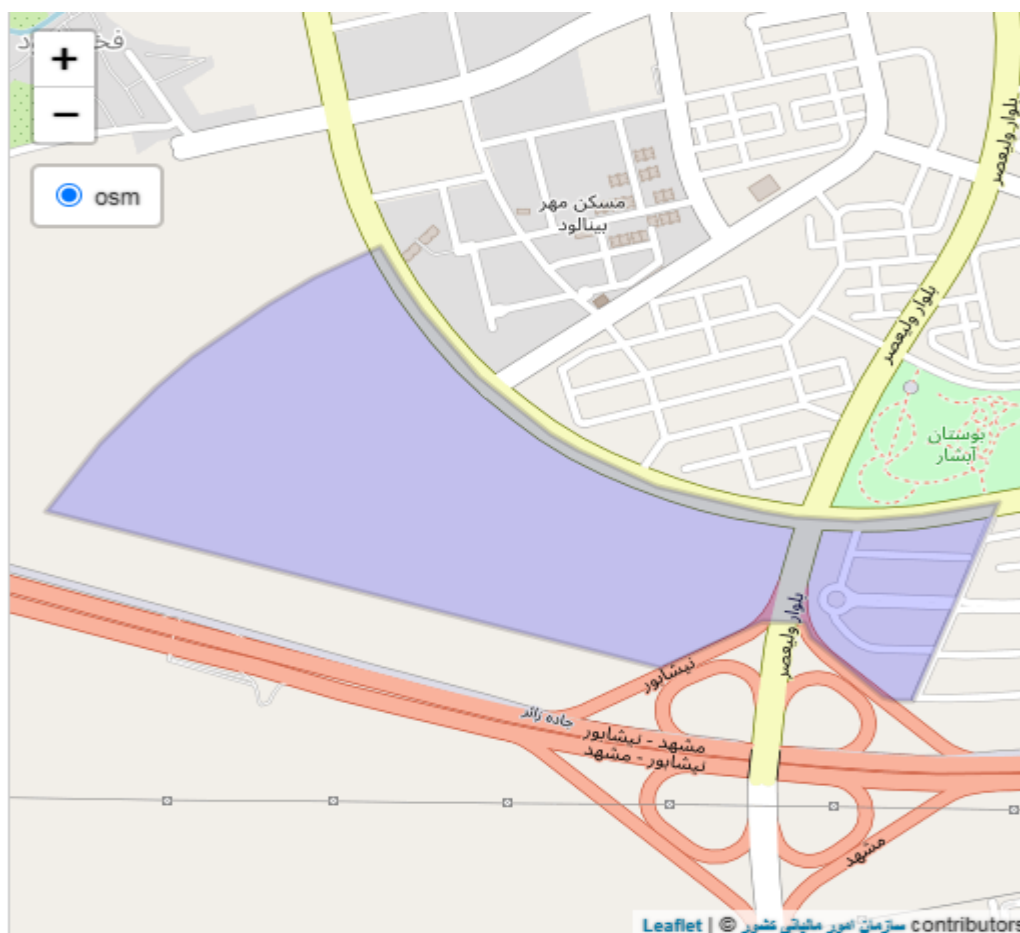 +
−
osm
مسکن مهر
بینالود
بلوار ولیعصر
بلوار ولیعصر
بوستان
آبشار
بلوار ولیعصر
نیشابور
جاده زائر
مشهد - نیشابور
نیشابور - مشهد
مشهد
Leaflet | © سازمان امور مالیاتی کشور contributors